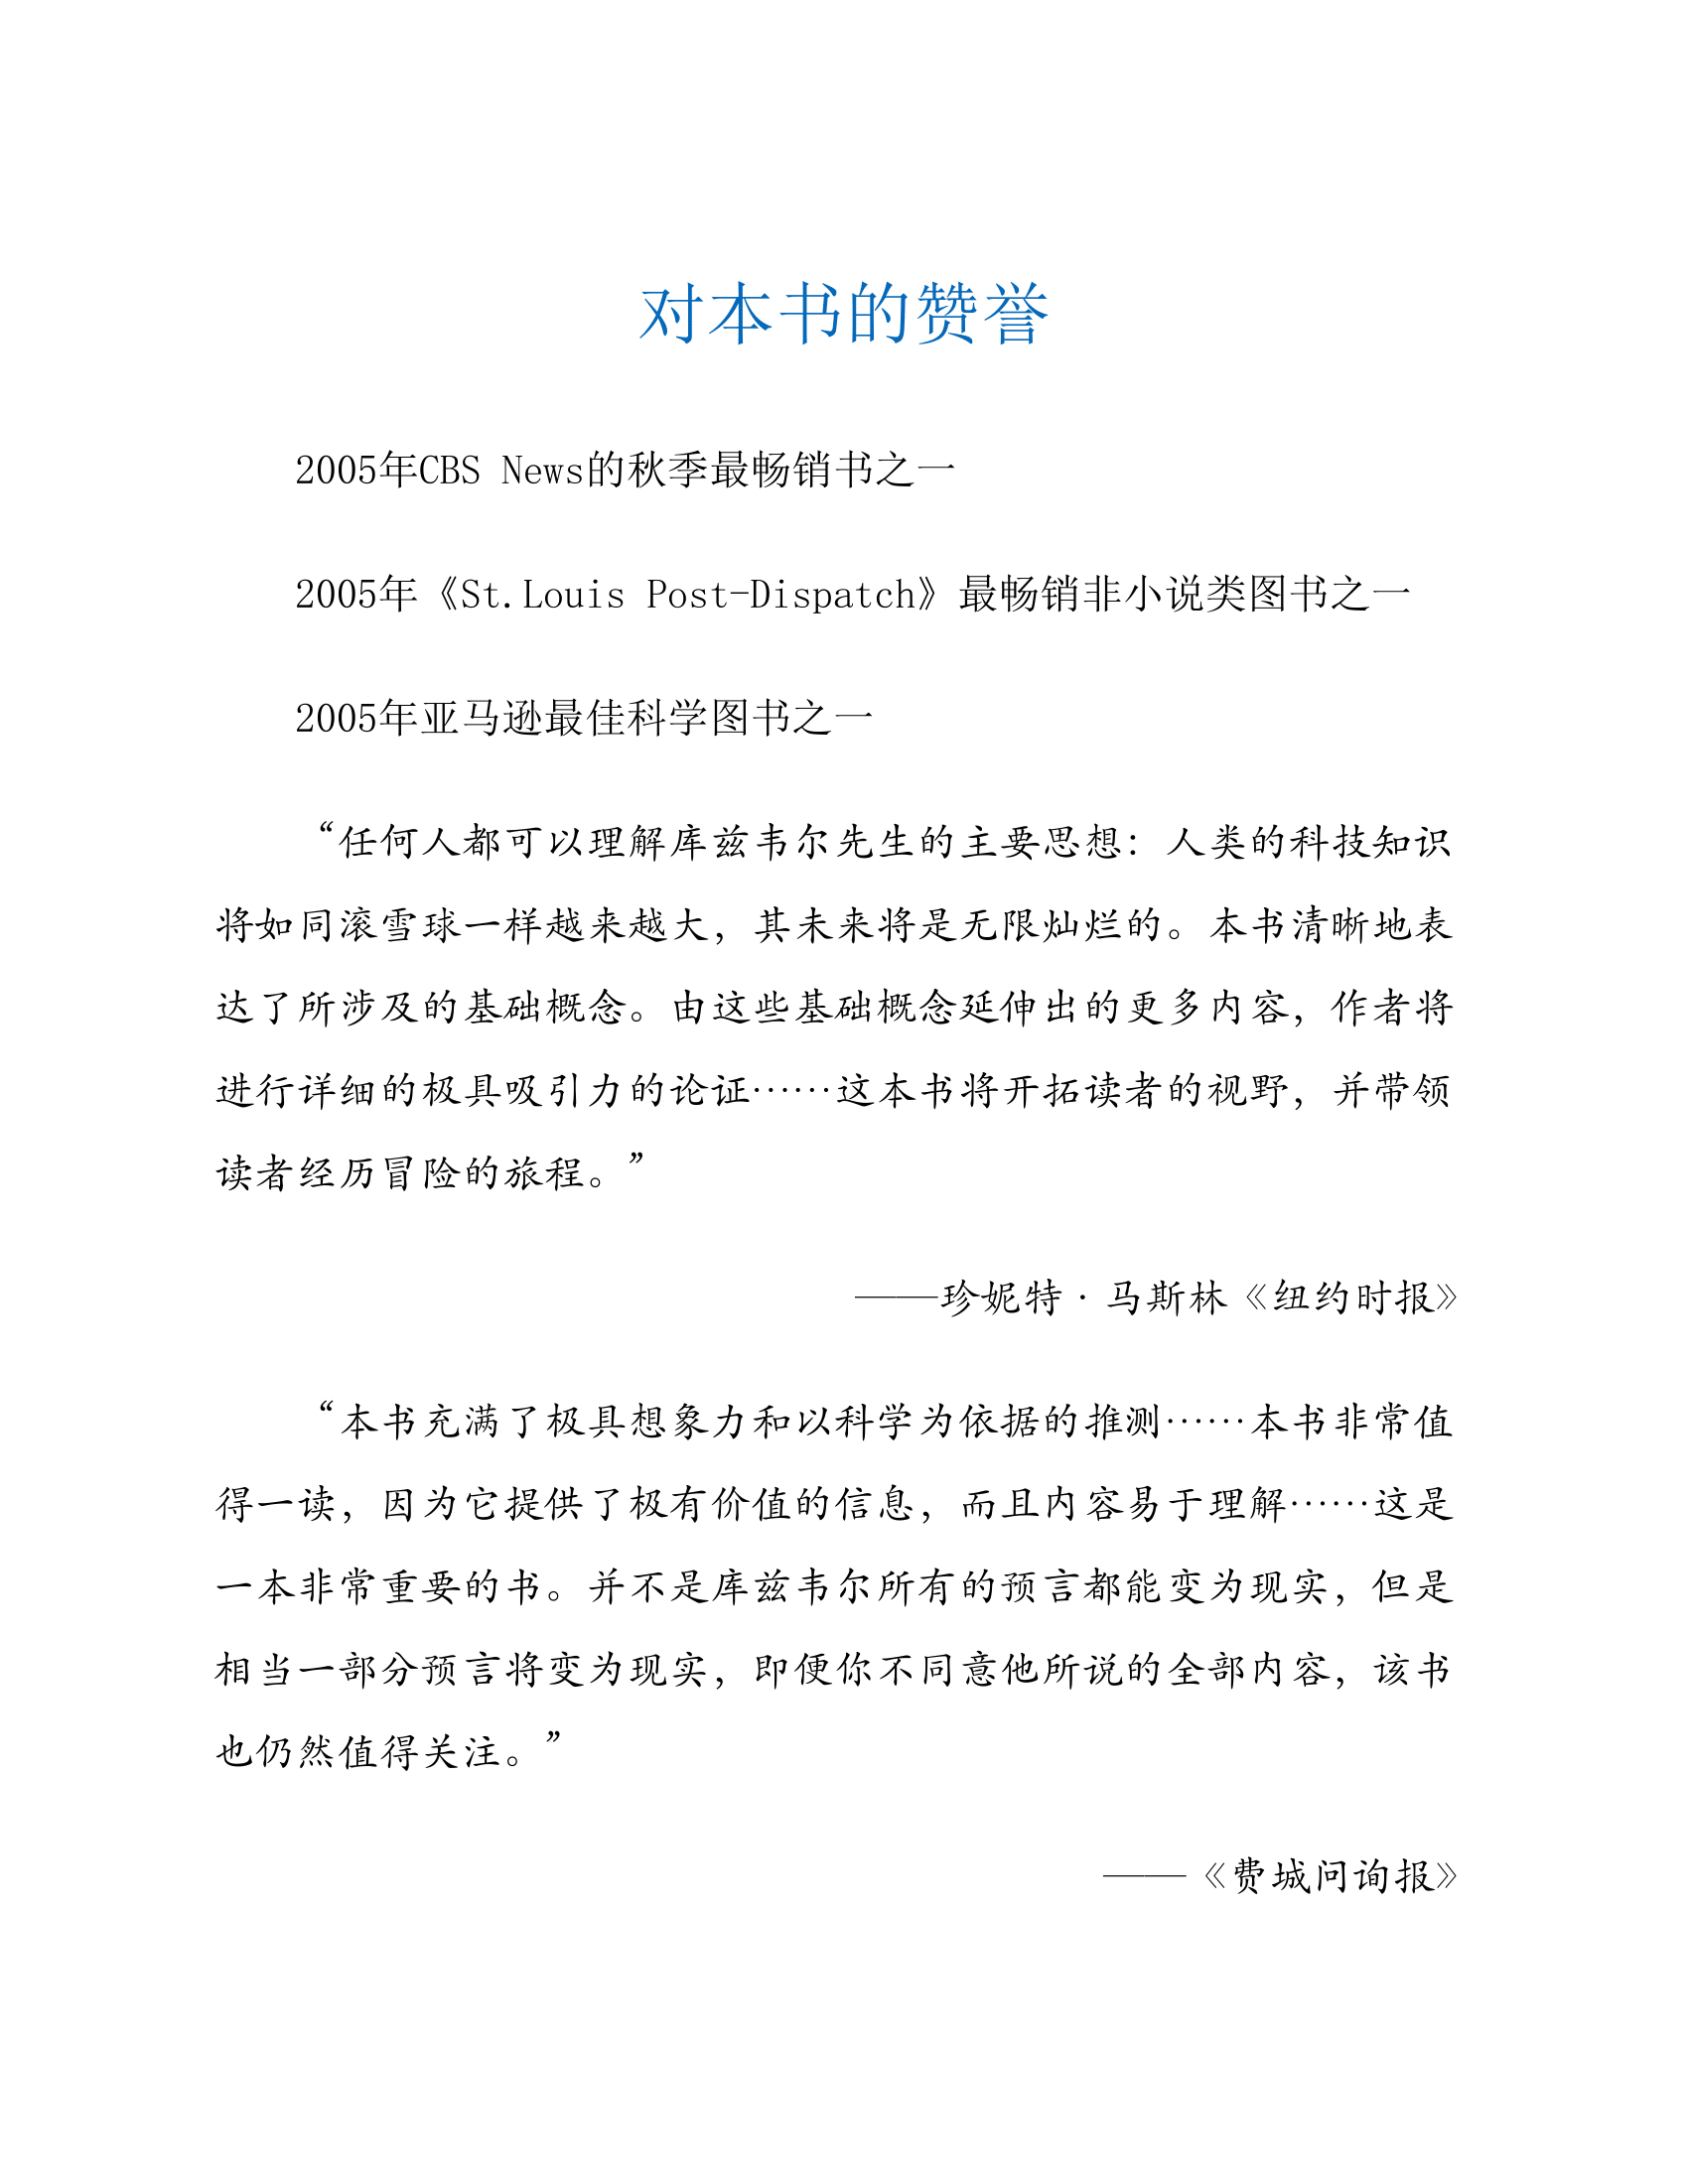 对本书的赞誉
2005年CBS News的秋季最畅销书之一
2005年《St.Louis Post-Dispatch》最畅销非小说类图书之一
2005年亚马逊最佳科学图书之一
“任何人都可以理解库兹韦尔先生的主要思想：人类的科技知识
将如同滚雪球一样越来越大，其未来将是无限灿烂的。本书清晰地表
达了所涉及的基础概念。由这些基础概念延伸出的更多内容，作者将
进行详细的极具吸引力的论证……这本书将开拓读者的视野，并带领
读者经历冒险的旅程。”
——珍妮特·马斯林《纽约时报》
“本书充满了极具想象力和以科学为依据的推测……本书非常值
得一读，因为它提供了极有价值的信息，而且内容易于理解……这是
一本非常重要的书。并不是库兹韦尔所有的预言都能变为现实，但是
相当一部分预言将变为现实，即便你不同意他所说的全部内容，该书
也仍然值得关注。”
——《费城问询报》